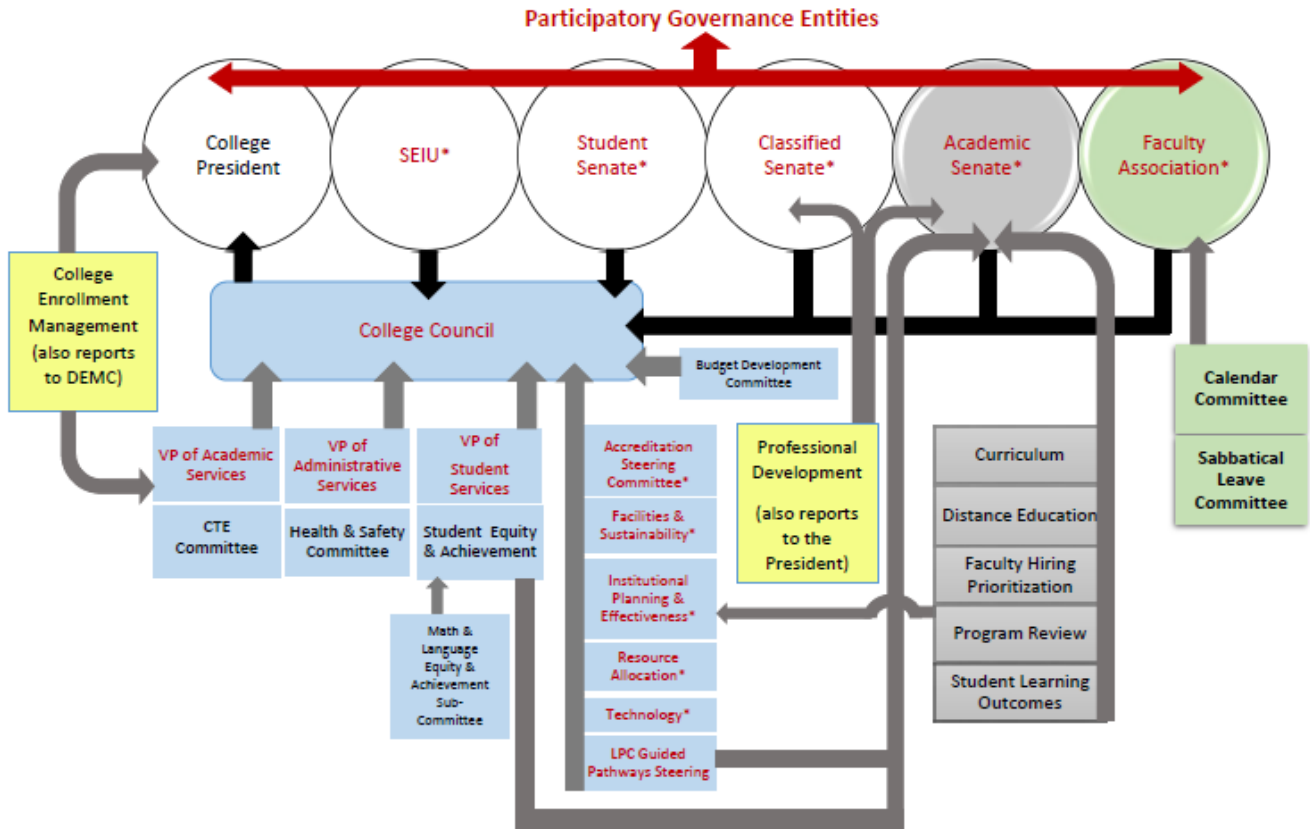 Participatory Governance Entities
College
President
SEIU*
Student
Senate*
Classified
Senate*
Academic
Senate*
Faculty
Association*
College
Enrollment
Management
(also reports
to DEMC)
College Council
Budget Development
Committee
Calendar
Committee
Sabbatical
Leave
Committee
VP of Academic
Services
CTE
Committee
VP of
Administrative
Services
Health & Safety
Committee
VP of
Student
Services
Student Equity
& Achievement
Math &
Language
Equity &
Achievement
Sub-
Committee
Accreditation
Steering
Committee*
Facilities &
Sustainability*
Institutional
Planning &
Effectiveness*
Resource
Allocation*
Technology*
LPC Guided
Pathways Steering
Professional
Development
(also reports
to the
President)
Curriculum
Distance Education
Faculty Hiring
Prioritization
Program Review
Student Learning
Outcomes